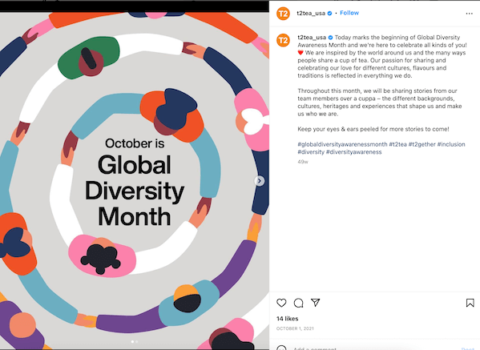 October is
Global
Diversity
Month
T2
t2tea_usa • Follow
T2
t2tea_usa Today marks the beginning of Global Diversity
Awareness Month and we're here to celebrate all kinds of you!
❤️ We are inspired by the world around us and the many ways
people share a cup of tea. Our passion for sharing and
celebrating our love for different cultures, flavours and
traditions is reflected in everything we do.
Throughout this month, we will be sharing stories from our
team members over a cuppa – the different backgrounds,
cultures, heritages and experiences that shape us and make
us who we are.
Keep your eyes & ears peeled for more stories to come!
#globaldiversityawarenessmonth #t2tea #t2gether #inclusion
#diversity #diversityawareness
49w
14 likes
OCTOBER 1, 2021
Add a comment...